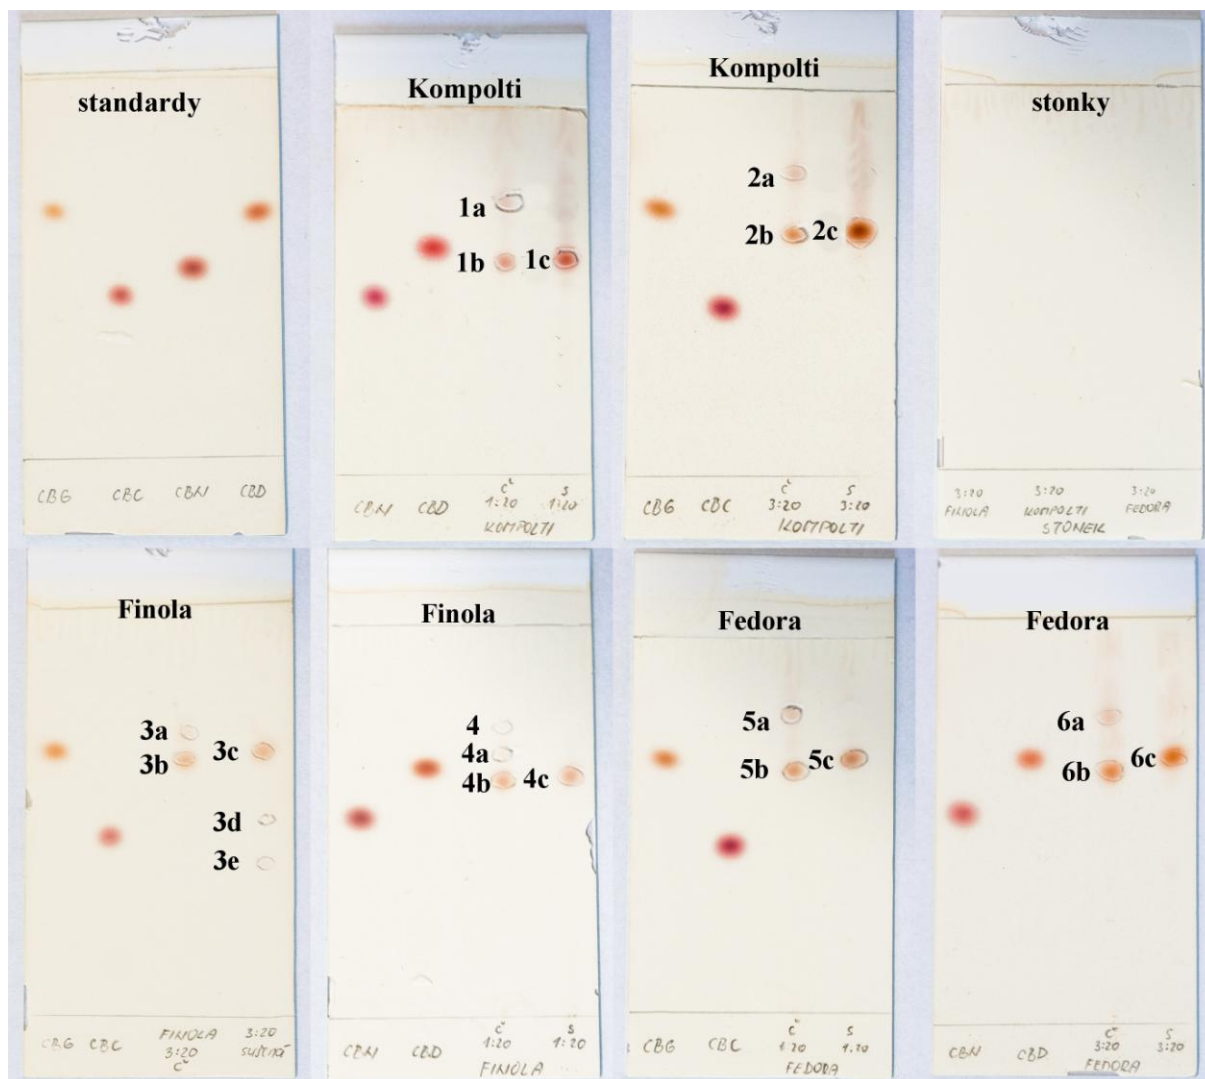 standardy
CBG CBC CBN CBD
Kompolti
1a
1b 1c
CBN CBD Č 1:20 S 1:20
KOMPOLTI
Kompolti
2a
2b 2c
CBG CBC Č 3:20 S 3:20
KOMPOLTI
stonky
3:20 3:20 3:20
FINOLA KOMPOLTI FEDORA
STONEK
Finola
3a
3b 3c
3d
3e
CBG CBC FINOLA 3:20 Č 3:20 sušená
Finola
4
4a
4b 4c
CBN CBD Č 1:20 S 1:20
FINOLA
Fedora
5a
5b 5c
CBG CBC Č 1:20 S 1:20
FEDORA
Fedora
6a
6b 6c
CBN CBD Č 3:20 S 3:20
FEDORA